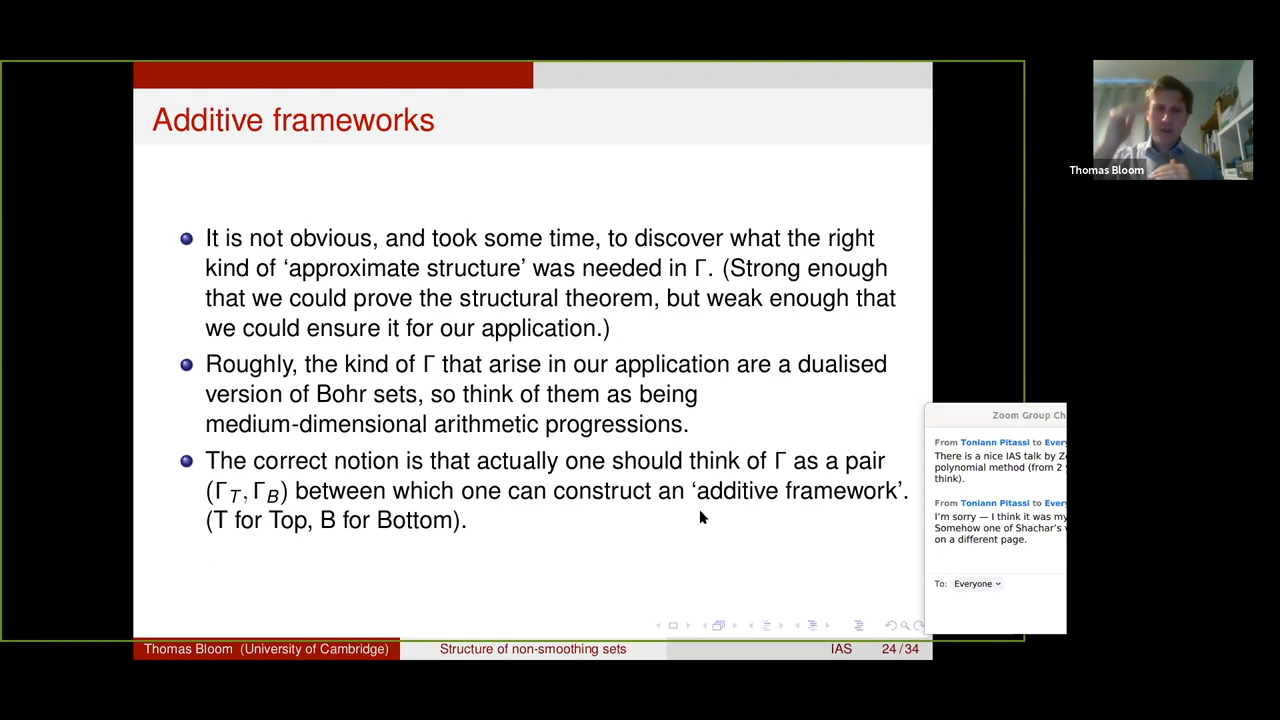 Additive frameworks
It is not obvious, and took some time, to discover what the right
kind of ‘approximate structure’ was needed in Γ. (Strong enough
that we could prove the structural theorem, but weak enough that
we could ensure it for our application.)
Roughly, the kind of Γ that arise in our application are a dualised
version of Bohr sets, so think of them as being
medium-dimensional arithmetic progressions.
The correct notion is that actually one should think of Γ as a pair
(Γ_T, Γ_B) between which one can construct an ‘additive framework’.
(T for Top, B for Bottom).
Thomas Bloom (University of Cambridge)
Structure of non-smoothing sets
IAS
24/34
Thomas Bloom
Zoom Group Ch
From Toniann Pitassi to Every
There is a nice IAS talk by Z
polynomial method (from 2
think).
From Toniann Pitassi to Every
I'm sorry — I think it was my
Somehow one of Shachar's
on a different page.
To: Everyone